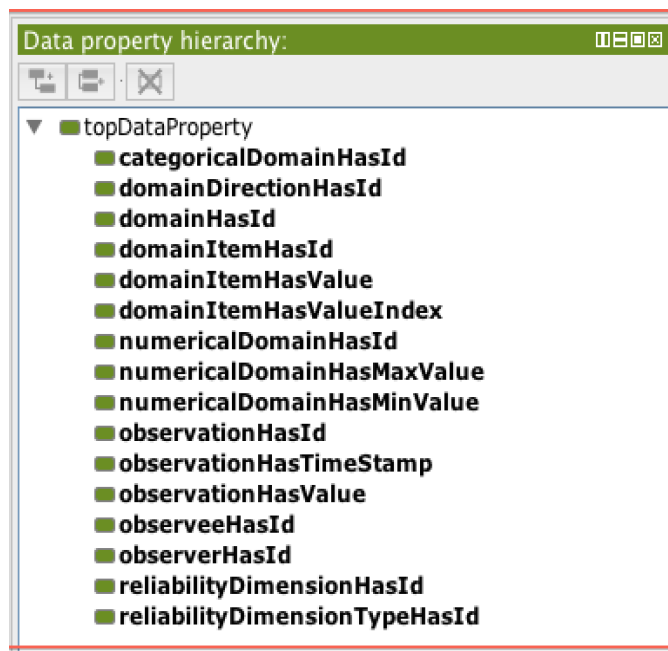 Data property hierarchy:
topDataProperty
categoricalDomainHasId
domainDirectionHasId
domainHasId
domainItemHasId
domainItemHasValue
domainItemHasValueIndex
numericalDomainHasId
numericalDomainHasMaxValue
numericalDomainHasMinValue
observationHasId
observationHasTimeStamp
observationHasValue
observeeHasId
observerHasId
reliabilityDimensionHasId
reliabilityDimensionTypeHasId